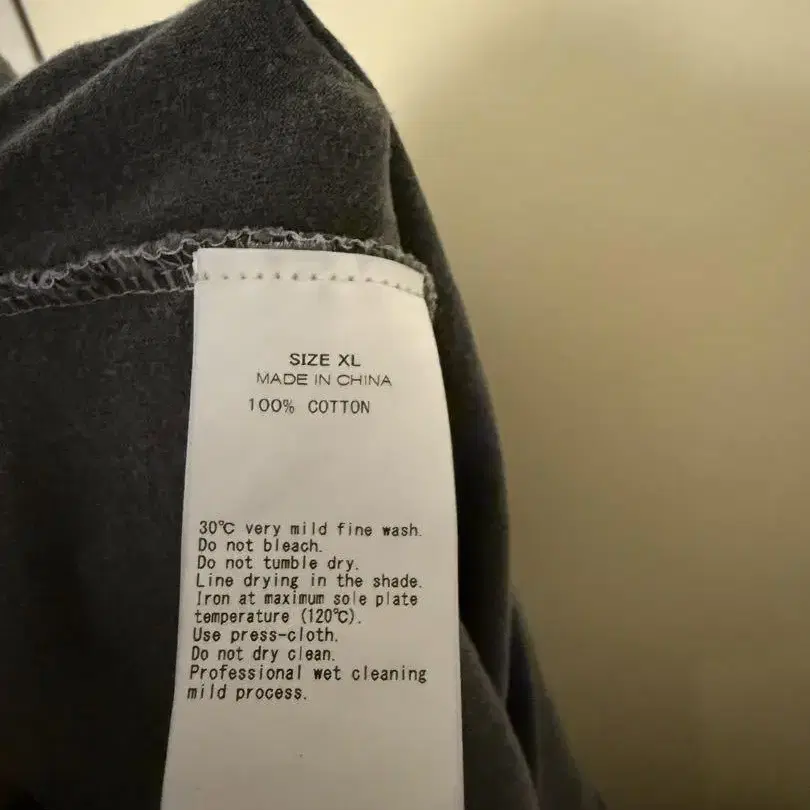 SIZE XL
MADE IN CHINA
100% COTTON
30℃ very mild fine wash.
Do not bleach.
Do not tumble dry.
Line drying in the shade.
Iron at maximum sole plate
temperature (120℃).
Use press-cloth.
Do not dry clean.
Professional wet cleaning
mild process.